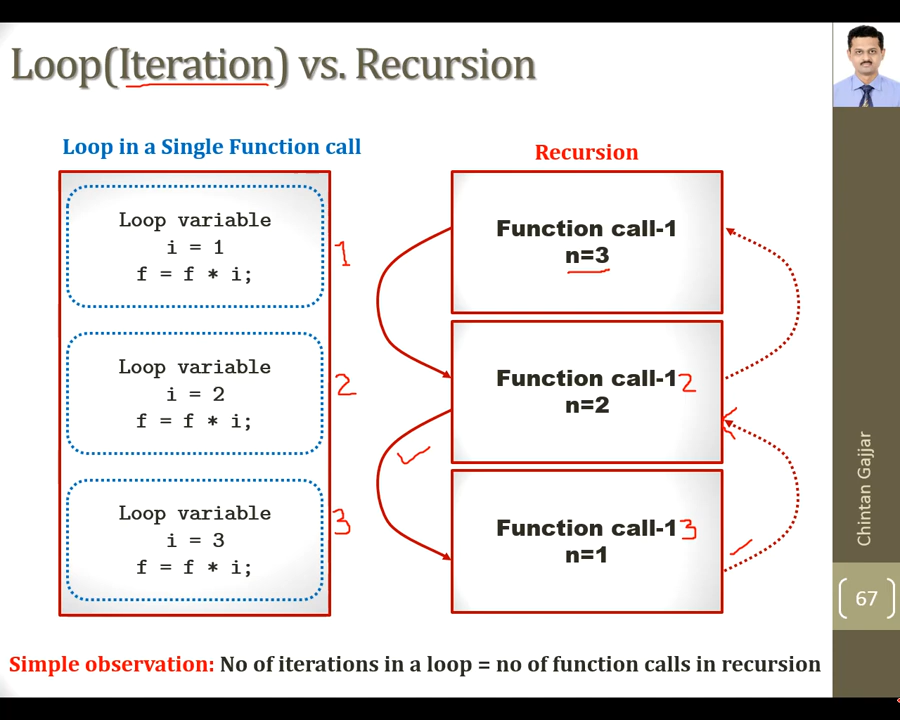 Loop(Iteration) vs. Recursion
Loop in a Single Function call
Loop variable
i = 1
f = f * i;
1
Loop variable
i = 2
f = f * i;
2
Loop variable
i = 3
f = f * i;
3
Recursion
Function call-1
n=3
Function call-1 2
n=2
Function call-1 3
n=1
Simple observation: No of iterations in a loop = no of function calls in recursion
Chintan Gajjar
67